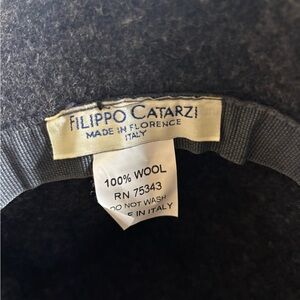 FILIPPO CATARZI
MADE IN FLORENCE
ITALY
100% WOOL
RN 75343
DO NOT WASH
IN ITALY